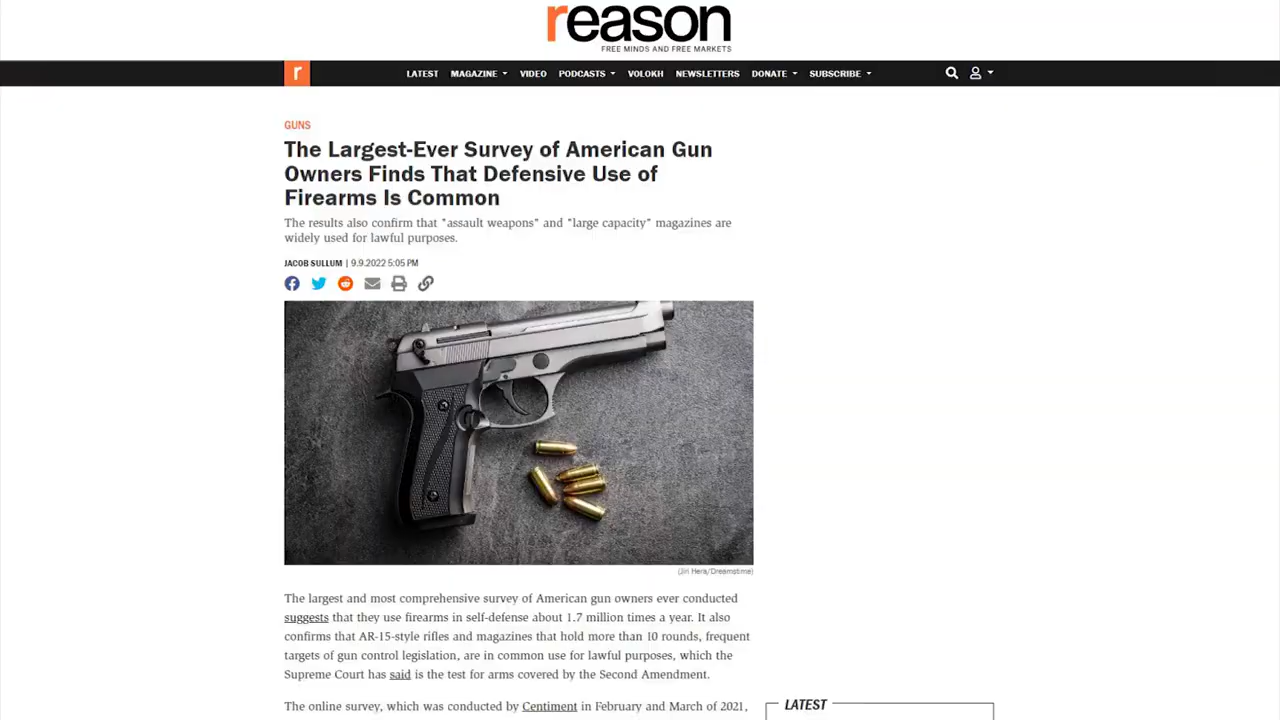 reason
FREE MINDS AND FREE MARKETS
r
LATEST MAGAZINE VIDEO PODCASTS VOLOKH NEWSLETTERS DONATE SUBSCRIBE
GUNS
The Largest-Ever Survey of American Gun
Owners Finds That Defensive Use of
Firearms Is Common
The results also confirm that "assault weapons" and "large capacity" magazines are
widely used for lawful purposes.
JACOB SULLUM | 9.9.2022 5:05 PM
(Jiri Hera/Dreamstime)
The largest and most comprehensive survey of American gun owners ever conducted
suggests that they use firearms in self-defense about 1.7 million times a year. It also
confirms that AR-15-style rifles and magazines that hold more than 10 rounds, frequent
targets of gun control legislation, are in common use for lawful purposes, which the
Supreme Court has said is the test for arms covered by the Second Amendment.
The online survey, which was conducted by Centiment in February and March of 2021,
LATEST